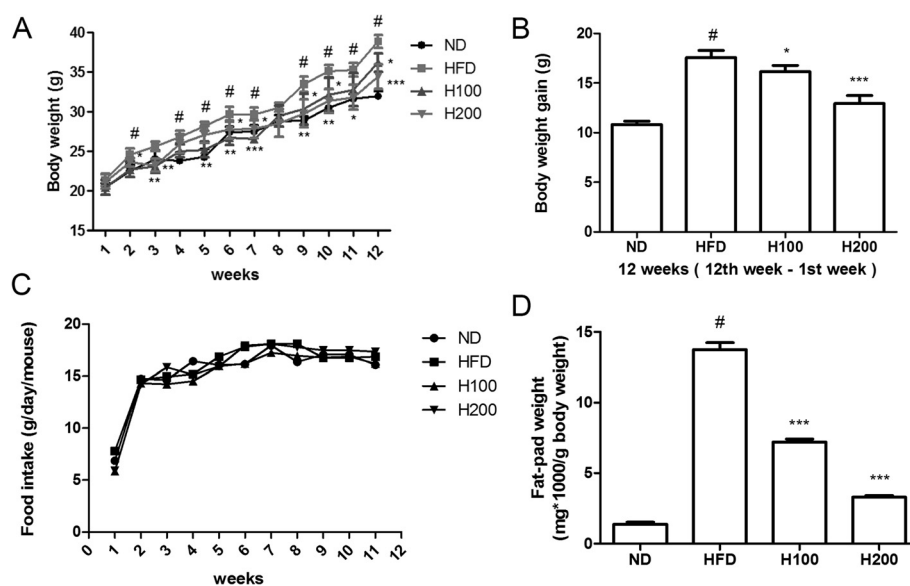 A
Body weight (g)
40
35
30
25
20
15
# # # # # # # # # #
* ** ** ** ** * *** * ** * ** * * * ***
1 2 3 4 5 6 7 8 9 10 11 12
weeks
ND
HFD
H100
H200
B
Body weight gain (g)
20
15
10
5
0
#
*
***
ND HFD H100 H200
12 weeks ( 12th week - 1st week )
C
Food intake (g/day/mouse)
20
15
10
5
0
0 1 2 3 4 5 6 7 8 9 10 11 12
weeks
ND
HFD
H100
H200
D
Fat-pad weight
(mg*1000/g body weight)
15
10
5
0
#
***
***
ND HFD H100 H200